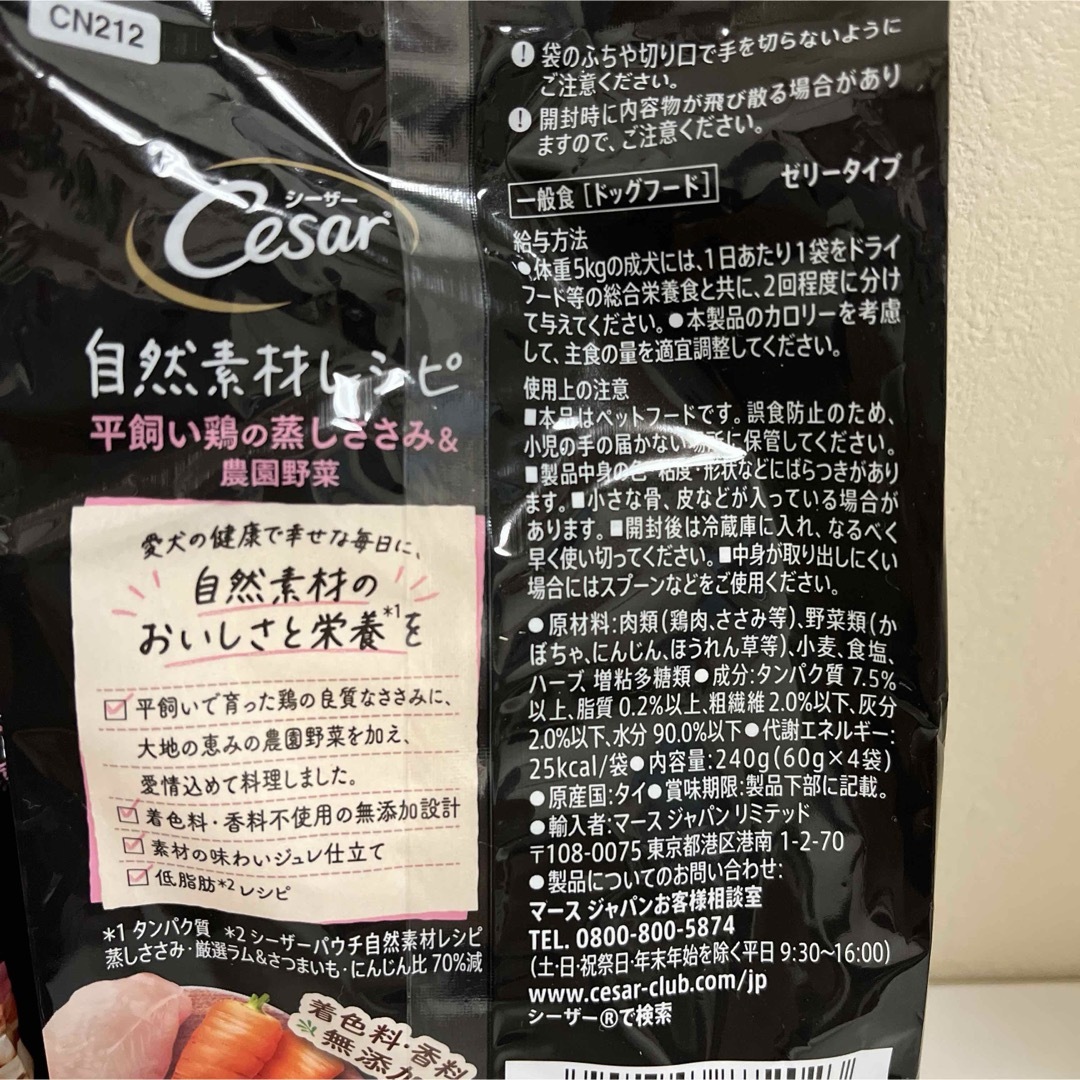 CN212
シーザー
Cesar®
自然素材レシピ
平飼い鶏の蒸しささみ&
農園野菜
愛犬の健康で幸せな毎日に、
自然素材の
おいしさと栄養*1を
平飼いで育った鶏の良質なささみに、
大地の恵みの農園野菜を加え、
愛情込めて料理しました。
着色料・香料不使用の無添加設計
素材の味わいジュレ仕立て
低脂肪*2レシピ
*1 タンパク質 *2 シーザーパウチ自然素材レシピ
蒸しささみ・厳選ラム&さつまいも・にんじん比 70%減
着色料・香料
無添加
袋のふちや切り口で手を切らないように
ご注意ください。
開封時に内容物が飛び散る場合があり
ますので、ご注意ください。
一般食[ドッグフード] ゼリータイプ
給与方法
●体重5kgの成犬には、1日あたり1袋をドライ
フード等の総合栄養食と共に、2回程度に分け
て与えてください。●本製品のカロリーを考慮
して、主食の量を適宜調整してください。
使用上の注意
■本品はペットフードです。誤食防止のため、
小児の手の届かない場所に保管してください。
■製品中身の色・粘度・形状などにばらつきがあり
ます。■小さな骨、皮などが入っている場合が
あります。■開封後は冷蔵庫に入れ、なるべく
早く使い切ってください。■中身が取り出しにくい
場合にはスプーンなどをご使用ください。
●原材料:肉類(鶏肉、ささみ等)、野菜類(か
ぼちゃ、にんじん、ほうれん草等)、小麦、食塩、
ハーブ、増粘多糖類●成分:タンパク質 7.5%
以上、脂質 0.2%以上、粗繊維 2.0%以下、灰分
2.0%以下、水分 90.0%以下●代謝エネルギー:
25kcal/袋●内容量:240g(60g×4袋)
●原産国:タイ●賞味期限:製品下部に記載。
●輸入者:マース ジャパン リミテッド
〒108-0075 東京都港区港南 1-2-70
●製品についてのお問い合わせ:
マース ジャパンお客様相談室
TEL. 0800-800-5874
(土・日・祝祭日・年末年始を除く平日 9:30〜16:00)
www.cesar-club.com/jp
シーザー®で検索